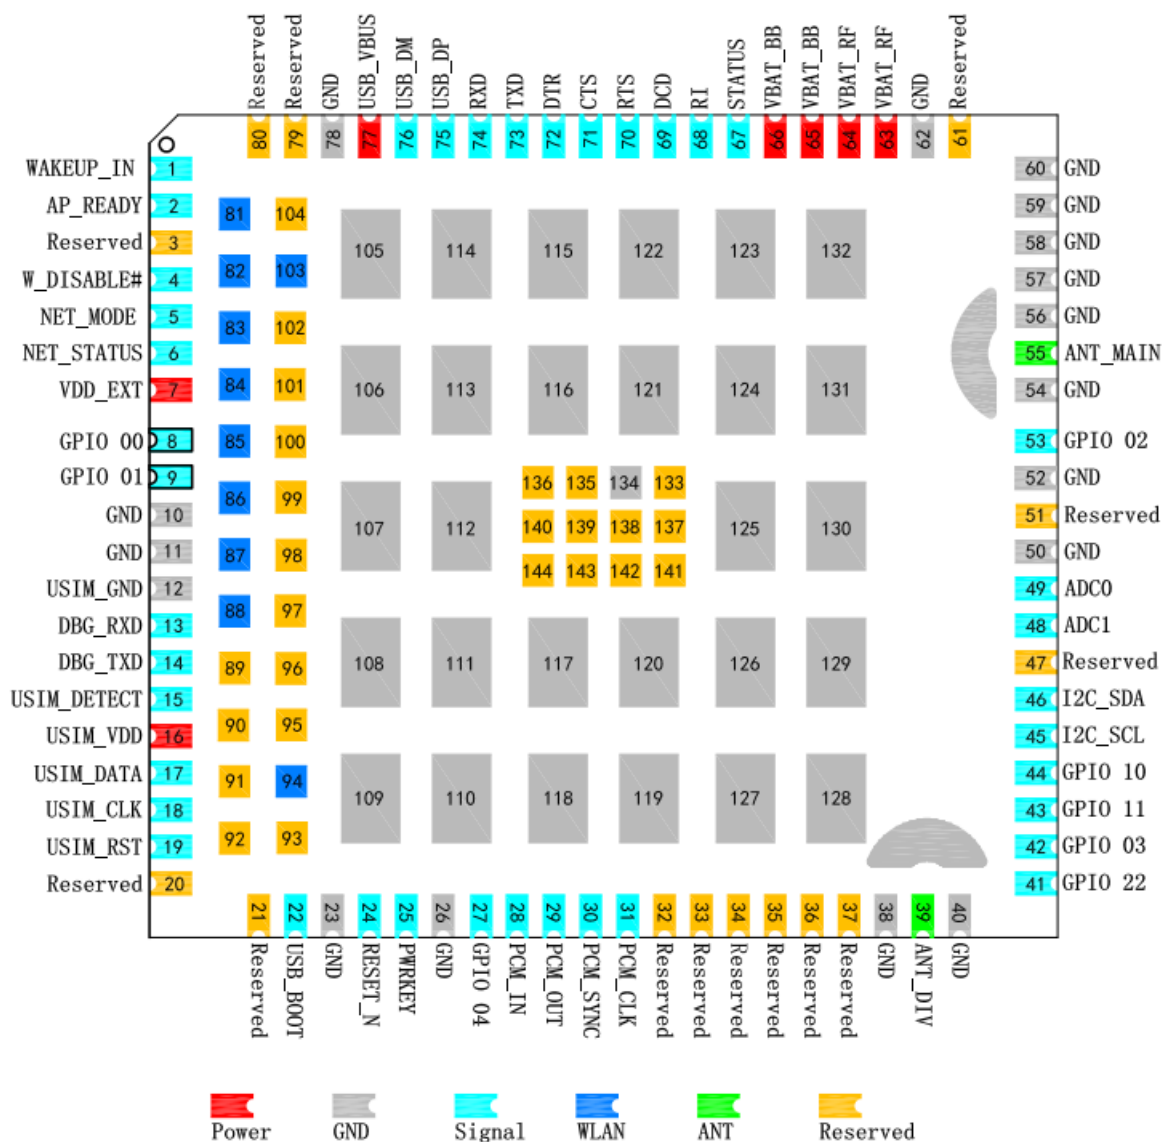 Reserved Reserved GND USB_VBUS USB_DM USB_DP RXD TXD DTR CTS RTS DCD RI STATUS VBAT_BB VBAT_BB VBAT_RF VBAT_RF GND Reserved
80 79 78 77 76 75 74 73 72 71 70 69 68 67 66 65 64 63 62 61
WAKEUP_IN 1 60 GND
AP_READY 2 59 GND
81 104
Reserved 3 58 GND
105 114 115 122 123 132
W_DISABLE# 4 57 GND
82 103
NET_MODE 5 56 GND
83 102
NET_STATUS 6 55 ANT_MAIN
VDD_EXT 7 54 GND
84 101
106 113 116 121 124 131
GPIO 00 8 53 GPIO 02
85 100
GPIO 01 9 52 GND
136 135 134 133
86 99
GND 10 51 Reserved
107 112 140 139 138 137 125 130
GND 11 50 GND
87 98
144 143 142 141
USIM_GND 12 49 ADC0
88 97
DBG_RXD 13 48 ADC1
DBG_TXD 14 47 Reserved
108 111 117 120 126 129
89 96
USIM_DETECT 15 46 I2C_SDA
90 95
USIM_VDD 16 45 I2C_SCL
USIM_DATA 17 44 GPIO 10
91 94
109 110 118 119 127 128
USIM_CLK 18 43 GPIO 11
92 93
USIM_RST 19 42 GPIO 03
Reserved 20 41 GPIO 22
21 22 23 24 25 26 27 28 29 30 31 32 33 34 35 36 37 38 39 40
Reserved USB_BOOT GND RESET_N PWRKEY GND GPIO 04 PCM_IN PCM_OUT PCM_SYNC PCM_CLK Reserved Reserved Reserved Reserved Reserved Reserved GND ANT_DIV GND
Power GND Signal WLAN ANT Reserved